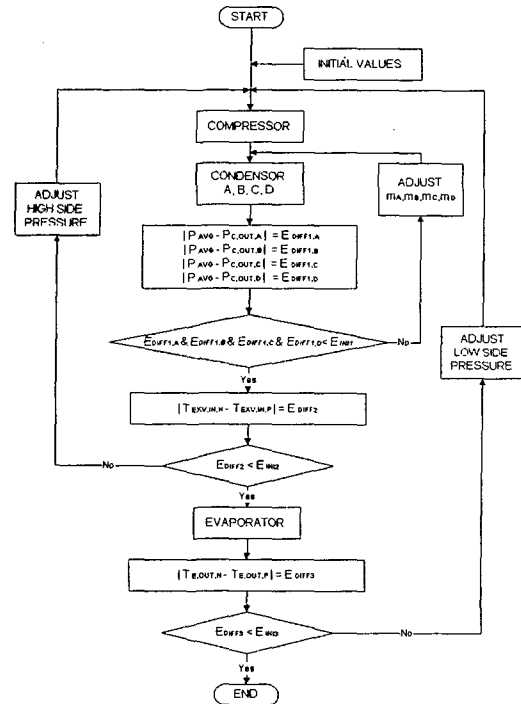 START
INITIAL VALUES
COMPRESSOR
CONDENSOR
A, B, C, D
ADJUST
mA,mB,mC,mD
ADJUST
HIGH SIDE
PRESSURE
|PAVG - PC,OUT,A| = EDIFF1,A
|PAVG - PC,OUT,B| = EDIFF1,B
|PAVG - PC,OUT,C| = EDIFF1,C
|PAVG - PC,OUT,D| = EDIFF1,D
EDIFF1,A & EDIFF1,B & EDIFF1,C & EDIFF1,D < EINI1
No
Yes
ADJUST
LOW SIDE
PRESSURE
|TEXV,IN,N - TEXV,IN,P| = EDIFF2
EDIFF2 < EINI2
No
Yes
EVAPORATOR
|TE,OUT,N - TE,OUT,P| = EDIFF3
EDIFF3 < EINI3
No
Yes
END